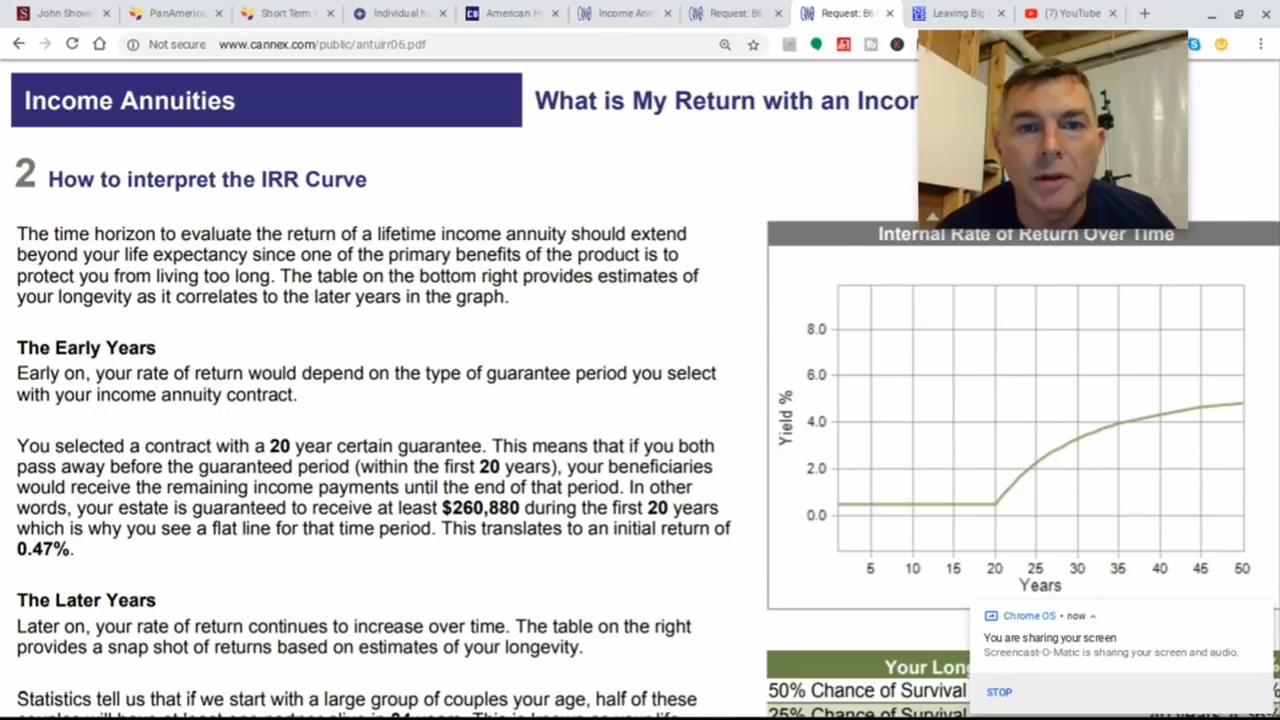 John Shove
PanAmerica
Short Term
Individual h
American H
Income Ann
Request: B6
Request: B6
Leaving Big
(7) YouTube
Not secure www.cannex.com/public/antuirr06.pdf
Income Annuities
What is My Return with an Incor
2 How to interpret the IRR Curve
The time horizon to evaluate the return of a lifetime income annuity should extend
beyond your life expectancy since one of the primary benefits of the product is to
protect you from living too long. The table on the bottom right provides estimates of
your longevity as it correlates to the later years in the graph.
The Early Years
Early on, your rate of return would depend on the type of guarantee period you select
with your income annuity contract.
You selected a contract with a 20 year certain guarantee. This means that if you both
pass away before the guaranteed period (within the first 20 years), your beneficiaries
would receive the remaining income payments until the end of that period. In other
words, your estate is guaranteed to receive at least $260,880 during the first 20 years
which is why you see a flat line for that time period. This translates to an initial return of
0.47%.
The Later Years
Later on, your rate of return continues to increase over time. The table on the right
provides a snap shot of returns based on estimates of your longevity.
Statistics tell us that if we start with a large group of couples your age, half of these
Internal Rate of Return Over Time
Yield %
8.0
6.0
4.0
2.0
0.0
5 10 15 20 25 30 35 40 45 50
Years
Chrome OS • now
You are sharing your screen
Screencast-O-Matic is sharing your screen and audio.
STOP
Your Lon
50% Chance of Survival
25% Chance of Survival